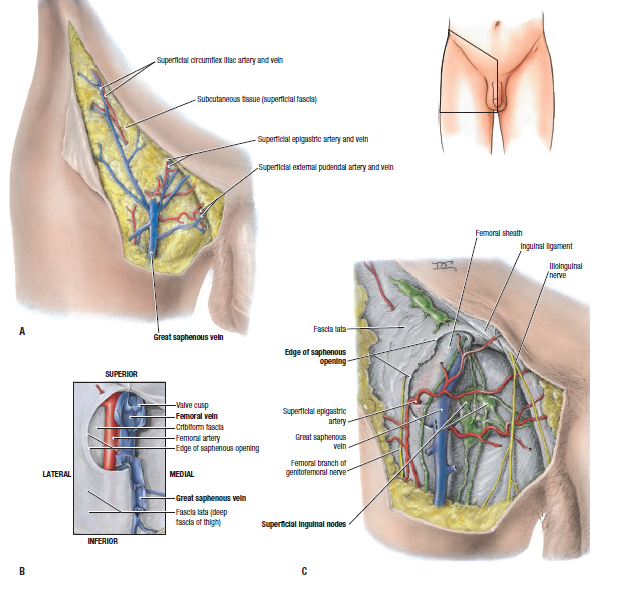 Superficial circumflex iliac artery and vein
Subcutaneous tissue (superficial fascia)
Superficial epigastric artery and vein
Superficial external pudendal artery and vein
Great saphenous vein
A
SUPERIOR
Valve cusp
Femoral vein
Cribiform fascia
Femoral artery
Edge of saphenous opening
LATERAL
MEDIAL
Great saphenous vein
Fascia lata (deep
fascia of thigh)
INFERIOR
B
Femoral sheath
Inguinal ligament
Ilioinguinal
nerve
Fascia lata
Edge of saphenous
opening
Superficial epigastric
artery
Great saphenous
vein
Femoral branch of
genitofemoral nerve
Superficial inguinal nodes
C